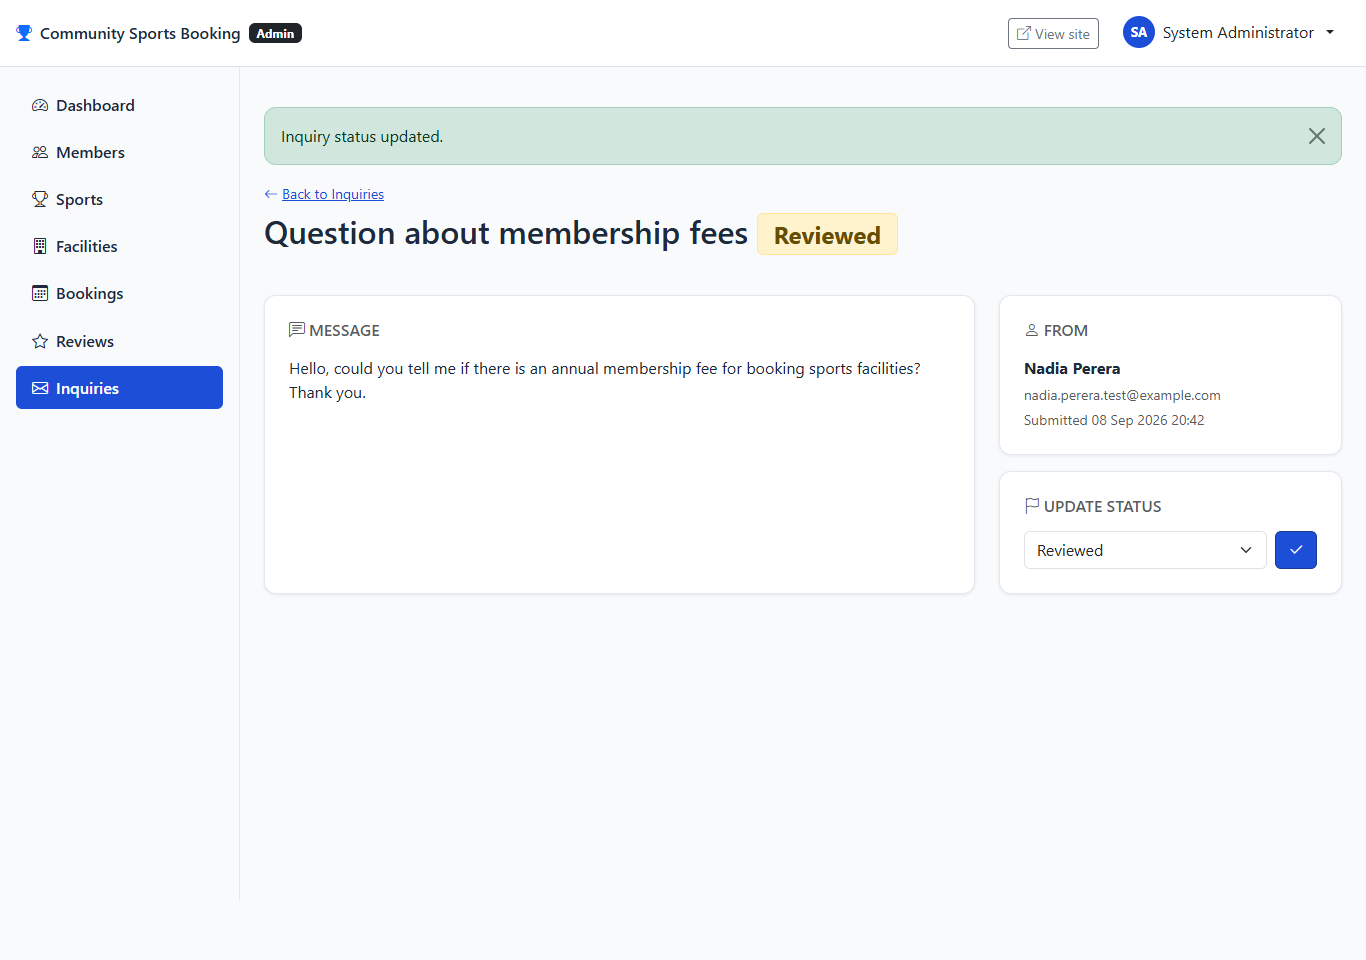 Community Sports Booking Admin
View site
SA System Administrator
Dashboard
Members
Sports
Facilities
Bookings
Reviews
Inquiries
Inquiry status updated.
← Back to Inquiries
Question about membership fees Reviewed
MESSAGE
Hello, could you tell me if there is an annual membership fee for booking sports facilities?
Thank you.
FROM
Nadia Perera
nadia.perera.test@example.com
Submitted 08 Sep 2026 20:42
UPDATE STATUS
Reviewed